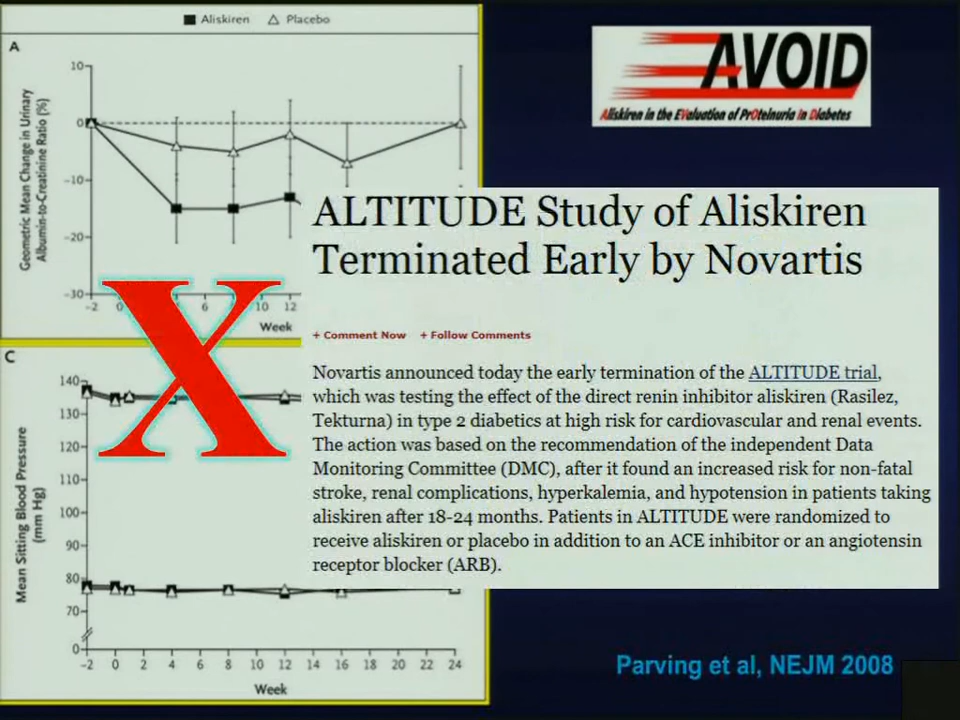 Aliskiren Placebo
A
Geometric Mean Change in Urinary
Albumin-to-Creatinine Ratio (%)
10
0
-10
-20
-30
-2 0 4 6 8 10 12
Week
AVOID
Aliskiren in the EValuation of PrOteinuria in Diabetes
ALTITUDE Study of Aliskiren
Terminated Early by Novartis
+ Comment Now + Follow Comments
Novartis announced today the early termination of the ALTITUDE trial,
which was testing the effect of the direct renin inhibitor aliskiren (Rasilez,
Tekturna) in type 2 diabetics at high risk for cardiovascular and renal events.
The action was based on the recommendation of the independent Data
Monitoring Committee (DMC), after it found an increased risk for non-fatal
stroke, renal complications, hyperkalemia, and hypotension in patients taking
aliskiren after 18-24 months. Patients in ALTITUDE were randomized to
receive aliskiren or placebo in addition to an ACE inhibitor or an angiotensin
receptor blocker (ARB).
X
C
Mean Sitting Blood Pressure
(mm Hg)
140
130
120
110
100
90
80
70
0
-2 0 2 4 6 8 10 12 14 16 18 20 22 24
Week
Parving et al, NEJM 2008